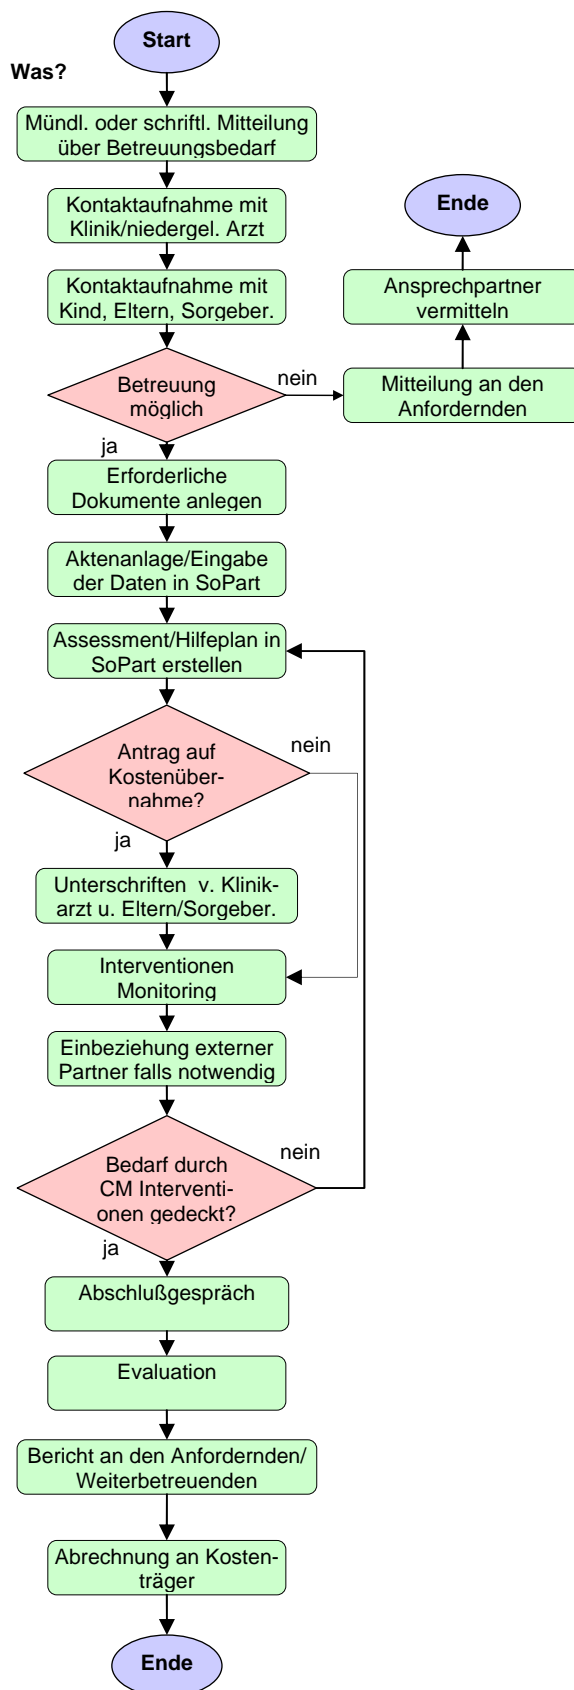 Start
Was?
Mündl. oder schriftl. Mitteilung
über Betreuungsbedarf
Kontaktaufnahme mit
Klinik/niedergel. Arzt
Ende
Kontaktaufnahme mit
Kind, Eltern, Sorgeber.
Ansprechpartner
vermitteln
Betreuung
möglich
nein
Mitteilung an den
Anfordernden
ja
Erforderliche
Dokumente anlegen
Aktenanlage/Eingabe
der Daten in SoPart
Assessment/Hilfeplan in
SoPart erstellen
Antrag auf
Kostenüber-
nahme?
nein
ja
Unterschriften v. Klinik-
arzt u. Eltern/Sorgeber.
Interventionen
Monitoring
Einbeziehung externer
Partner falls notwendig
Bedarf durch
CM Interventi-
onen gedeckt?
nein
ja
Abschlußgespräch
Evaluation
Bericht an den Anfordernden/
Weiterbetreuenden
Abrechnung an Kosten-
träger
Ende